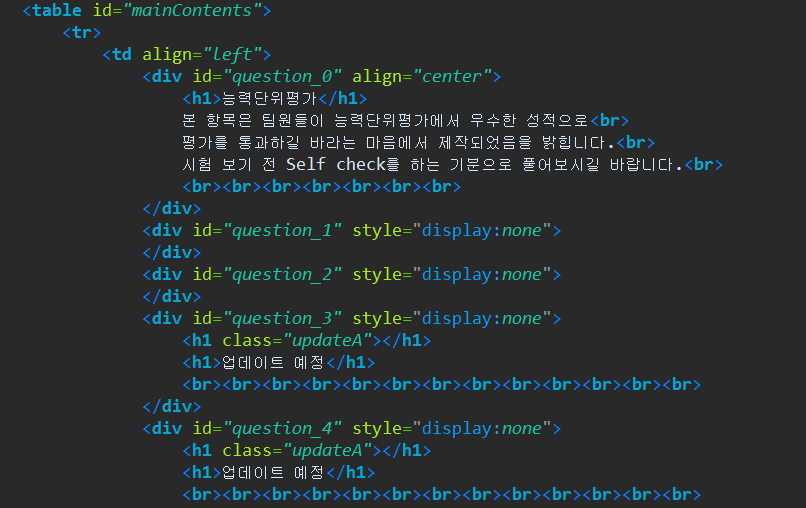 <table id="mainContents">
<tr>
<td align="left">
<div id="question_0" align="center">
<h1>능력단위평가</h1>
본 항목은 팀원들이 능력단위평가에서 우수한 성적으로<br>
평가를 통과하길 바라는 마음에서 제작되었음을 밝힙니다.<br>
시험 보기 전 Self check를 하는 기분으로 풀어보시길 바랍니다.<br>
<br><br><br><br><br><br><br>
</div>
<div id="question_1" style="display:none">
</div>
<div id="question_2" style="display:none">
</div>
<div id="question_3" style="display:none">
<h1 class="updateA"></h1>
<h1>업데이트 예정</h1>
<br><br><br><br><br><br><br><br><br><br><br><br><br>
</div>
<div id="question_4" style="display:none">
<h1 class="updateA"></h1>
<h1>업데이트 예정</h1>
<br><br><br><br><br><br><br><br><br><br><br><br><br>